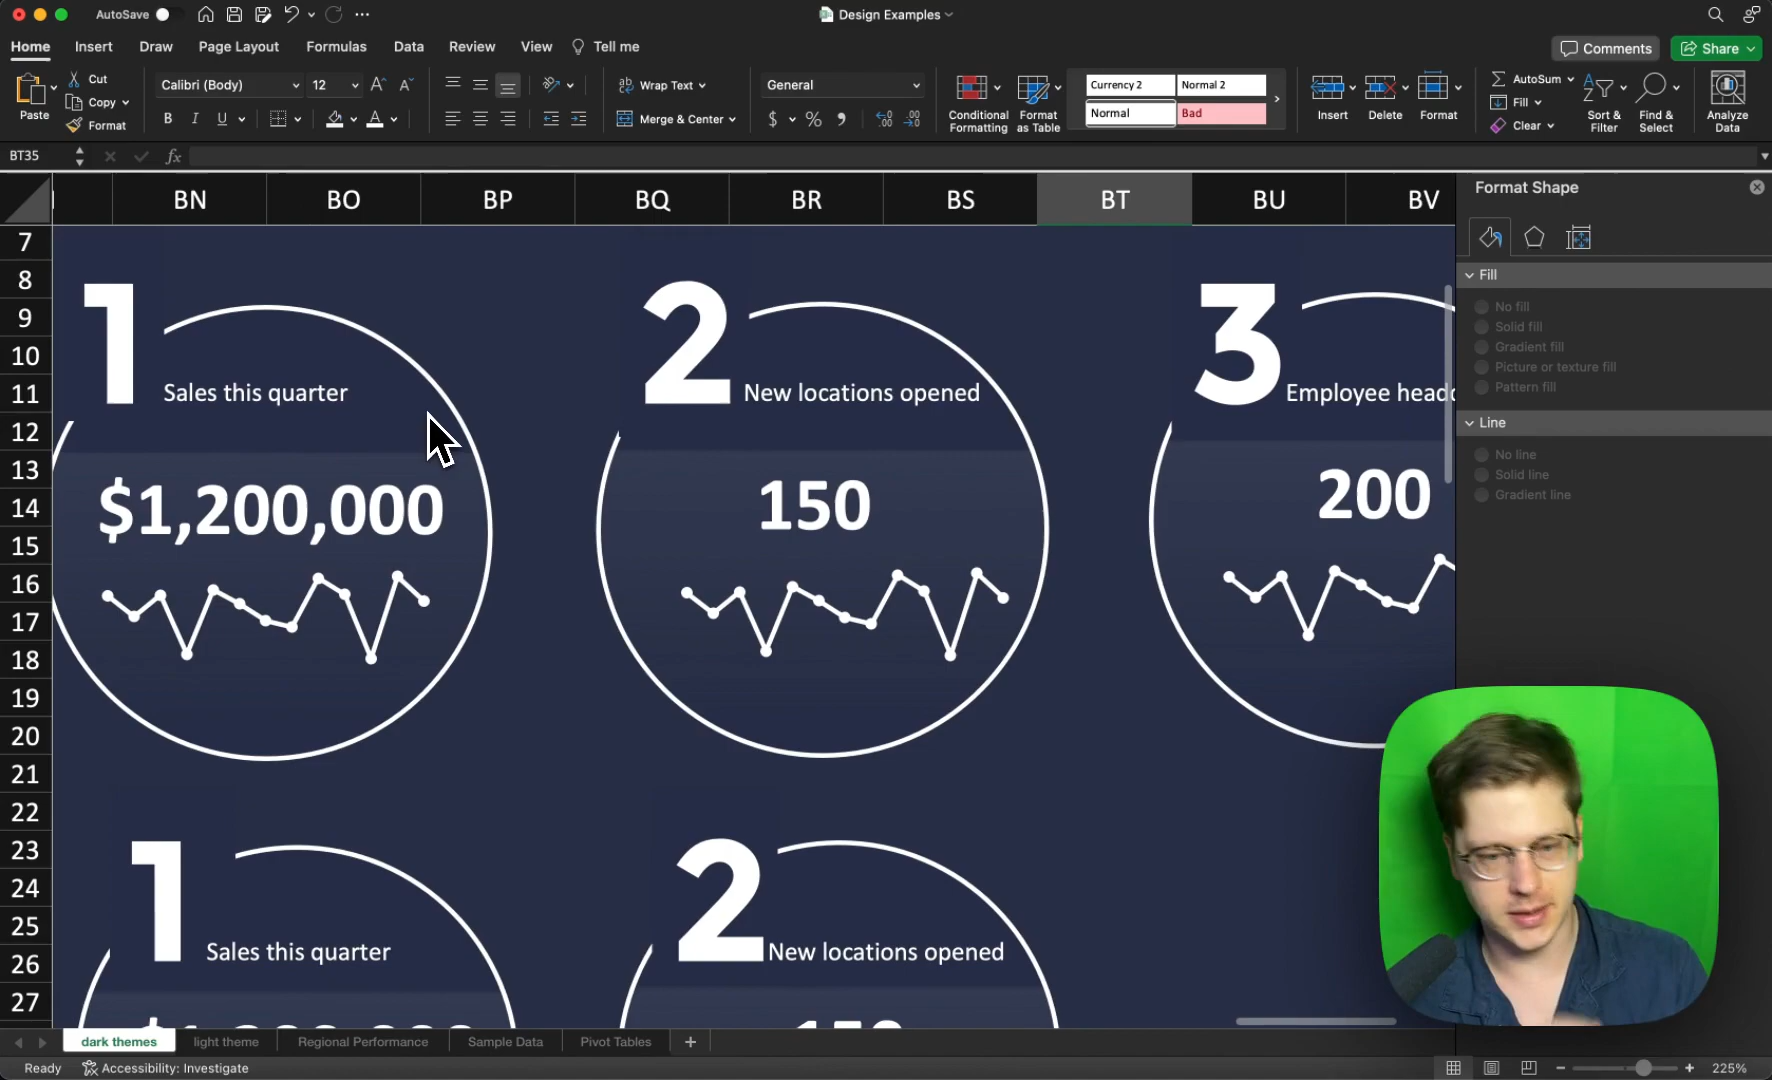 AutoSave
Design Examples
Home Insert Draw Page Layout Formulas Data Review View Tell me
Comments Share
Paste
Cut
Copy
Format
Calibri (Body) 12
B I U
Wrap Text
Merge & Center
General
$ %
Conditional
Formatting
Format
as Table
Currency 2 Normal 2
Normal Bad
Insert Delete Format
AutoSum
Fill
Clear
Sort &
Filter
Find &
Select
Analyze
Data
BT35 fx
BN BO BP BQ BR BS BT BU BV
7
8
9
10
11
12
13
14
15
16
17
18
19
20
21
22
23
24
25
26
27
1
Sales this quarter
$1,200,000
2
New locations opened
150
3
Employee head
200
1
Sales this quarter
2
New locations opened
Format Shape
Fill
No fill
Solid fill
Gradient fill
Picture or texture fill
Pattern fill
Line
No line
Solid line
Gradient line
dark themes light theme Regional Performance Sample Data Pivot Tables
Ready Accessibility: Investigate
225%